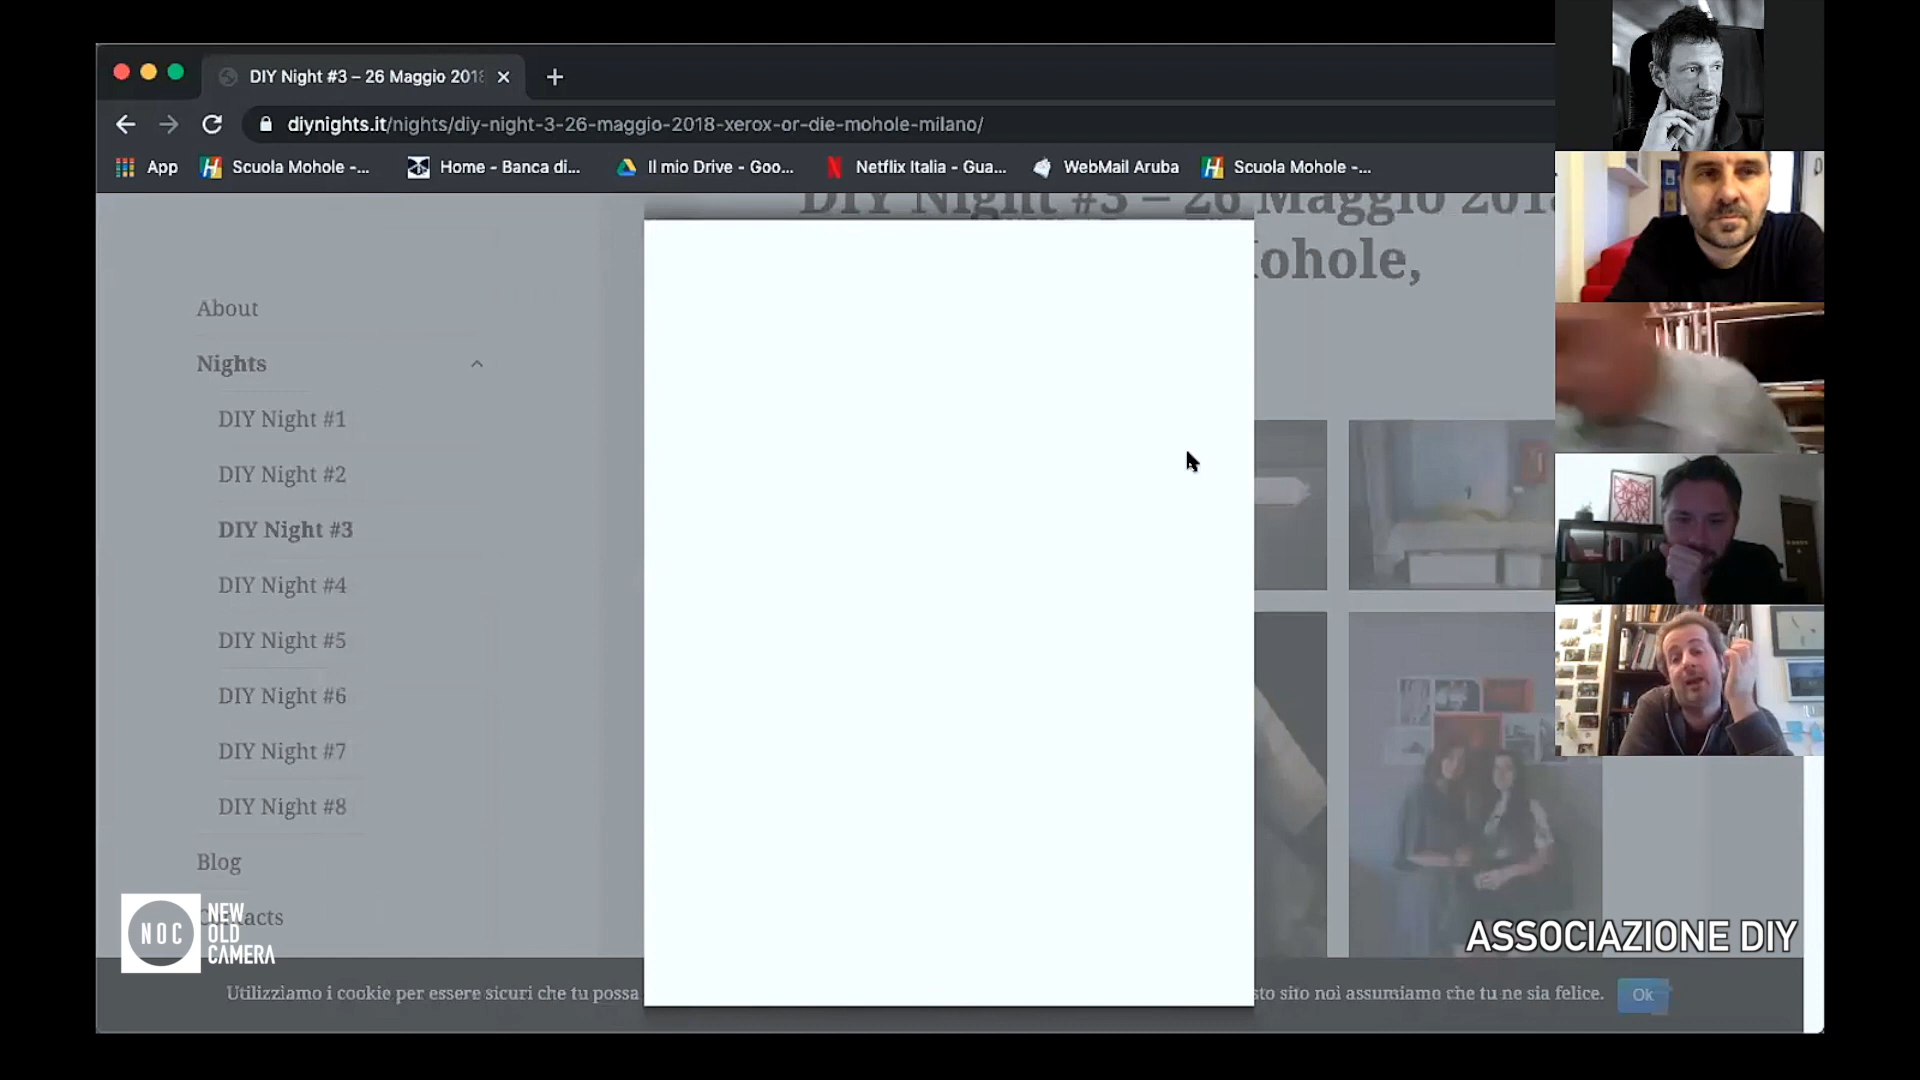 DIY Night #3 – 26 Maggio 201
diynights.it/nights/diy-night-3-26-maggio-2018-xerox-or-die-mohole-milano/
App
Scuola Mohole -...
Home - Banca di...
Il mio Drive - Goo...
Netflix Italia - Gua...
WebMail Aruba
Scuola Mohole -...
DIY Night #3 – 26 Maggio 2018
ohole,
About
Nights
DIY Night #1
DIY Night #2
DIY Night #3
DIY Night #4
DIY Night #5
DIY Night #6
DIY Night #7
DIY Night #8
Blog
Contacts
NOC
NEW
OLD
CAMERA
ASSOCIAZIONE DIY
Utilizziamo i cookie per essere sicuri che tu possa
sto sito noi assumiamo che tu ne sia felice.
Ok